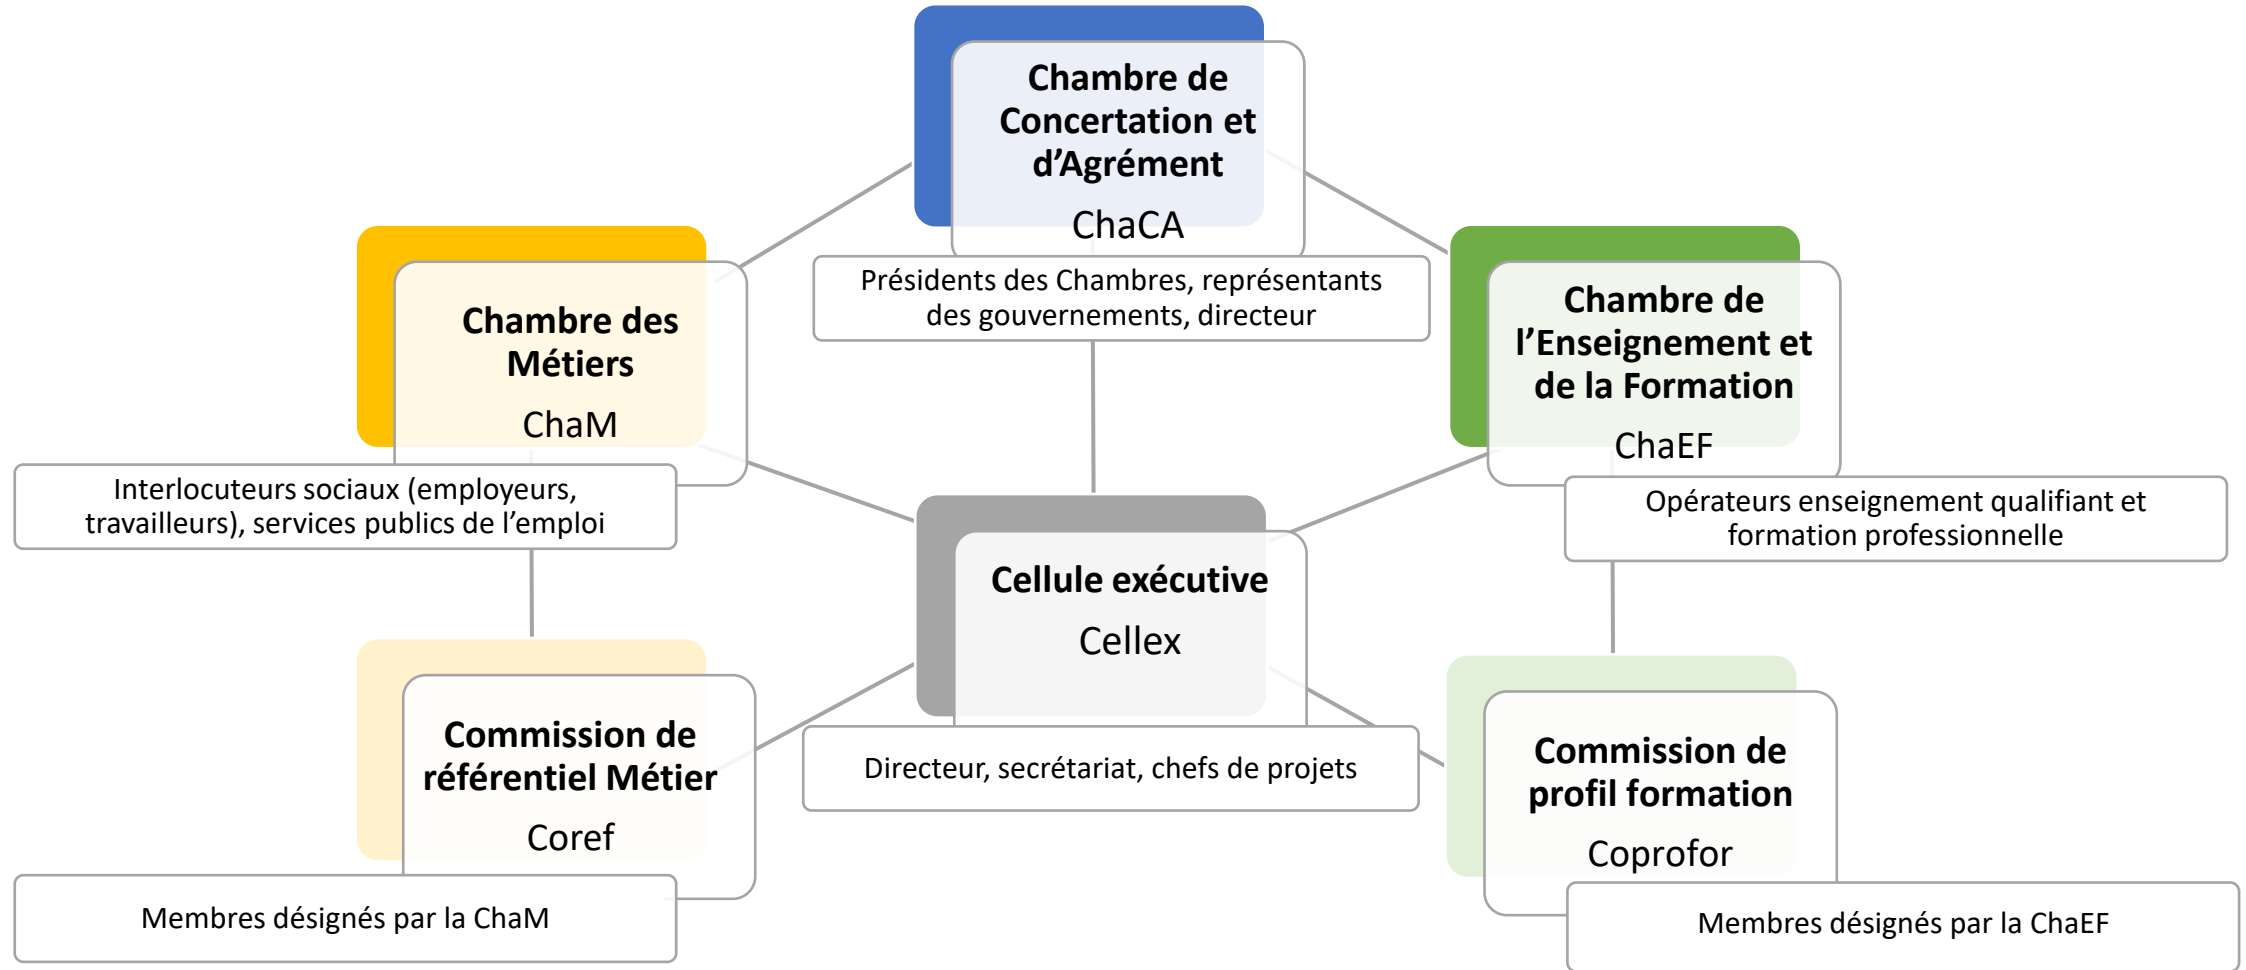 Chambre de
Concertation et
d’Agrément
ChaCA
Présidents des Chambres, représentants
des gouvernements, directeur
Chambre des
Métiers
ChaM
Interlocuteurs sociaux (employeurs,
travailleurs), services publics de l’emploi
Chambre de
l’Enseignement et
de la Formation
ChaEF
Opérateurs enseignement qualifiant et
formation professionnelle
Cellule exécutive
Cellex
Directeur, secrétariat, chefs de projets
Commission de
référentiel Métier
Coref
Membres désignés par la ChaM
Commission de
profil formation
Coprofor
Membres désignés par la ChaEF